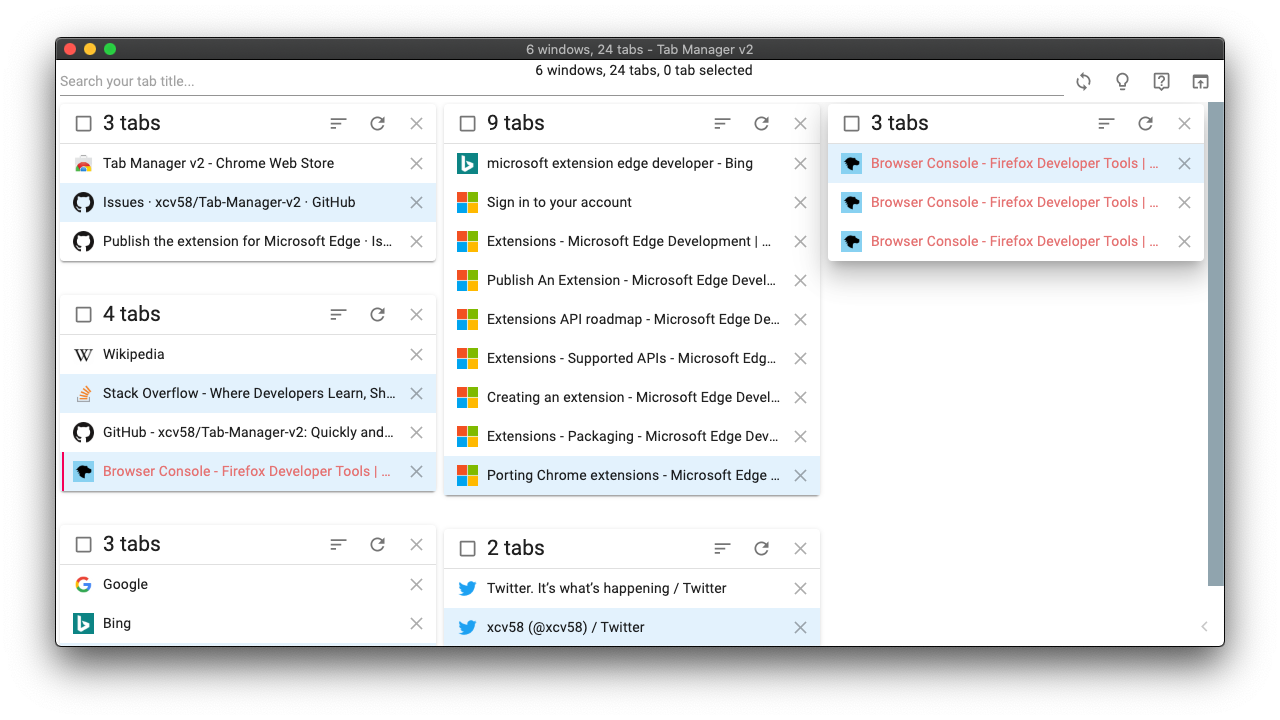 6 windows, 24 tabs - Tab Manager v2
6 windows, 24 tabs, 0 tab selected
Search your tab title...
3 tabs
Tab Manager v2 - Chrome Web Store
Issues · xcv58/Tab-Manager-v2 · GitHub
Publish the extension for Microsoft Edge · Is...
4 tabs
Wikipedia
Stack Overflow - Where Developers Learn, Sh...
GitHub - xcv58/Tab-Manager-v2: Quickly and...
Browser Console - Firefox Developer Tools | ...
3 tabs
Google
Bing
9 tabs
microsoft extension edge developer - Bing
Sign in to your account
Extensions - Microsoft Edge Development | ...
Publish An Extension - Microsoft Edge Devel...
Extensions API roadmap - Microsoft Edge De...
Extensions - Supported APIs - Microsoft Edg...
Creating an extension - Microsoft Edge Devel...
Extensions - Packaging - Microsoft Edge Dev...
Porting Chrome extensions - Microsoft Edge ...
2 tabs
Twitter. It’s what’s happening / Twitter
xcv58 (@xcv58) / Twitter
3 tabs
Browser Console - Firefox Developer Tools | ...
Browser Console - Firefox Developer Tools | ...
Browser Console - Firefox Developer Tools | ...